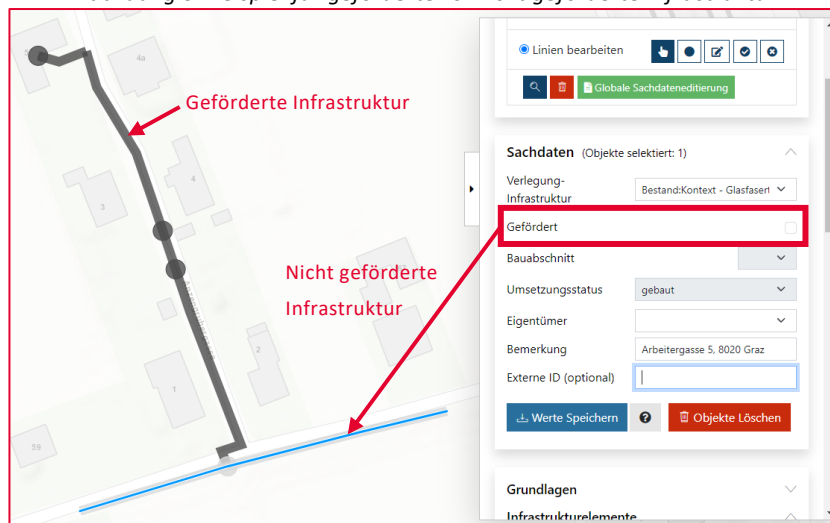 4a
Geförderte Infrastruktur
4
3
Nicht geförderte
Infrastruktur
2
1
59
Linien bearbeiten
Globale Sachdateneditierung
Sachdaten (Objekte selektiert: 1)
Verlegung-
Infrastruktur
Bestand:Kontext - Glasfasert
Gefördert
Bauabschnitt
Umsetzungsstatus gebaut
Eigentümer
Bemerkung Arbeitergasse 5, 8020 Graz
Externe ID (optional)
Werte Speichern ? Objekte Löschen
Grundlagen
Infrastrukturelemente